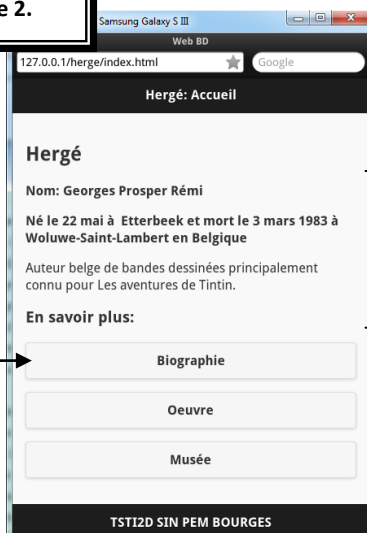 e 2.
Samsung Galaxy S III
Web BD
127.0.0.1/herge/index.html
Google
Hergé: Accueil
Hergé
Nom: Georges Prosper Rémi
Né le 22 mai à Etterbeek et mort le 3 mars 1983 à
Woluwe-Saint-Lambert en Belgique
Auteur belge de bandes dessinées principalement
connu pour Les aventures de Tintin.
En savoir plus:
Biographie
Oeuvre
Musée
TSTI2D SIN PEM BOURGES